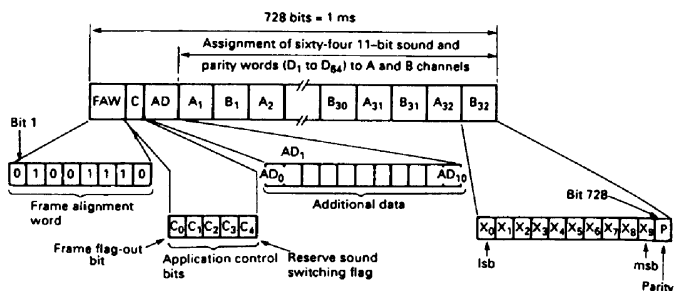 728 bits = 1 ms
Assignment of sixty-four 11-bit sound and
parity words (D1 to D64) to A and B channels
FAW C AD A1 B1 A2 B30 A31 B31 A32 B32
Bit 1
0 1 0 0 1 1 1 0
Frame alignment
word
AD1
AD0 AD10
Additional data
Bit 728
C0 C1 C2 C3 C4
Frame flag-out
bit
Application control
bits
Reserve sound
switching flag
X0 X1 X2 X3 X4 X5 X6 X7 X8 X9 P
lsb
msb
Parity